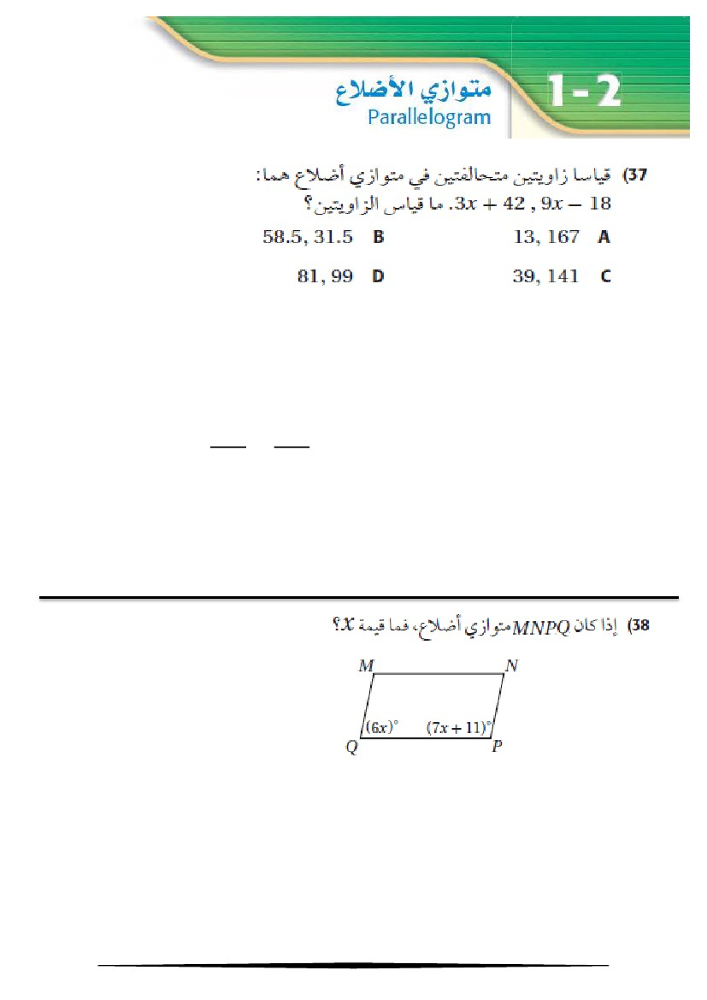 1-2
متوازي الأضلاع
Parallelogram
37) قياسا زاويتين متحالفتين في متوازي أضلاع هما:
3x + 42 , 9x − 18. ما قياس الزاويتين؟
A 13, 167 B 58.5, 31.5
C 39, 141 D 81, 99
38) إذا كان MNPQ متوازي أضلاع، فما قيمة x؟
M N
(6x)° (7x + 11)°
Q P